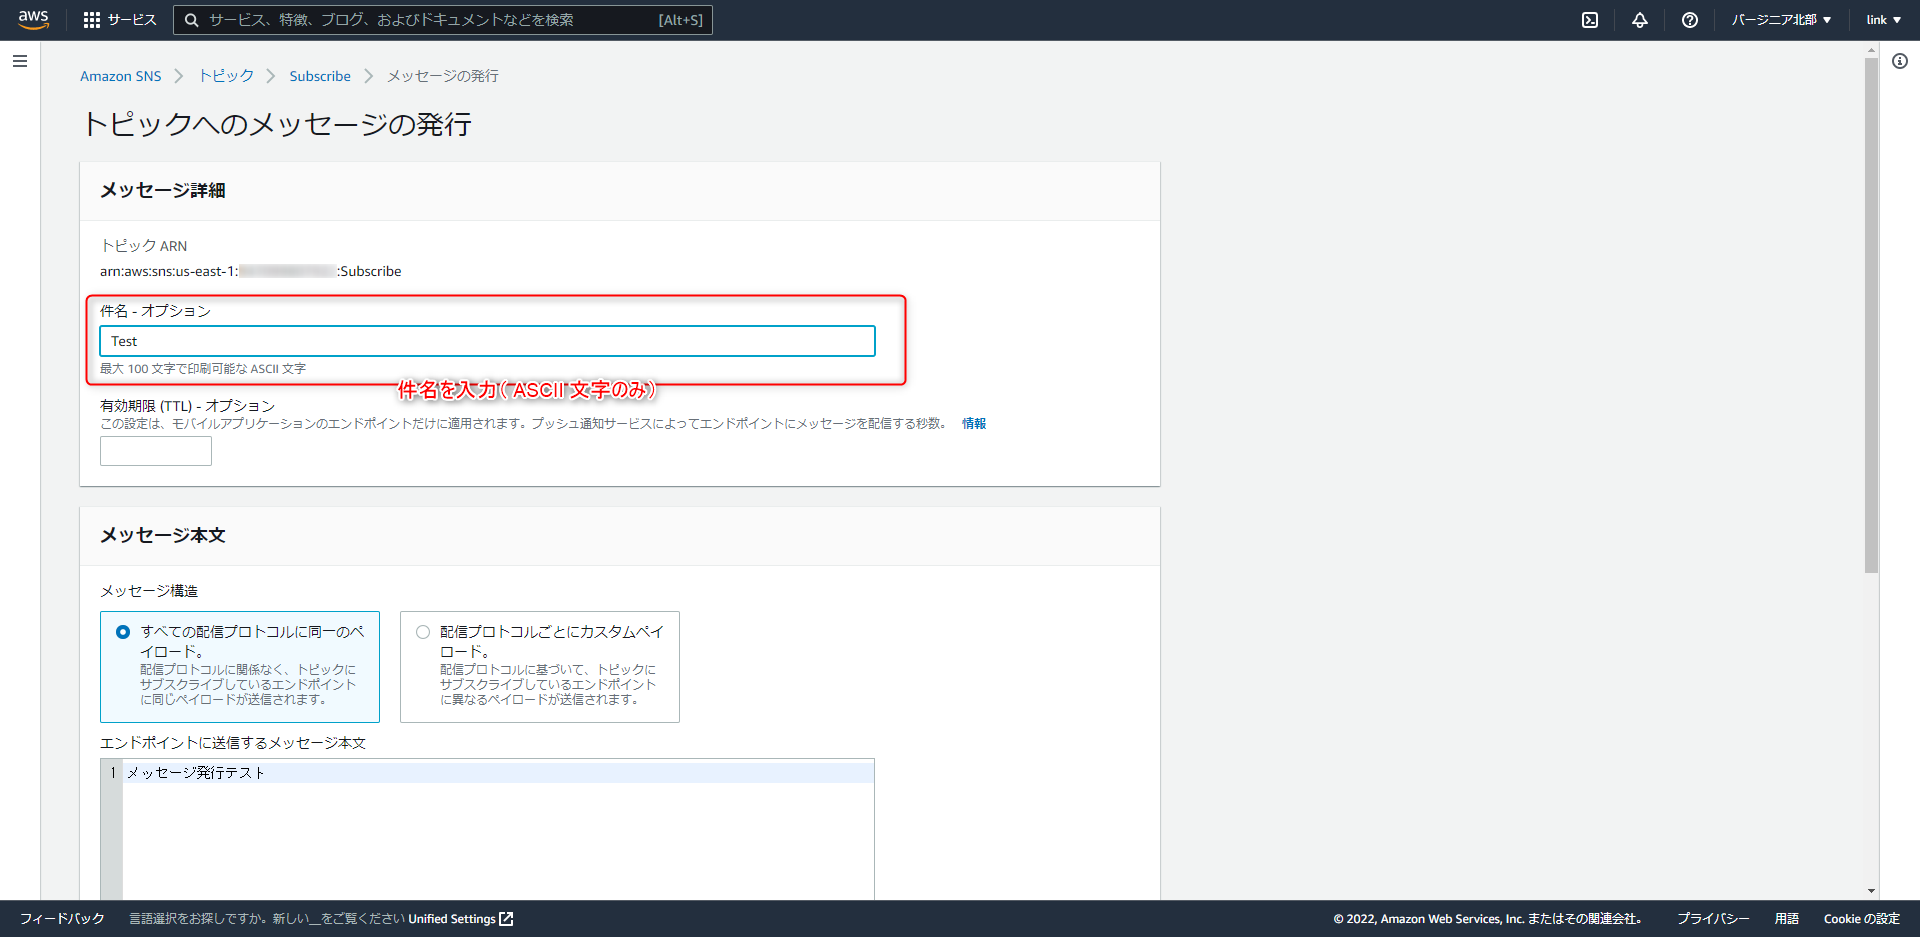 aws サービス サービス、特徴、ブログ、およびドキュメントなどを検索 [Alt+S] バージニア北部 link
Amazon SNS トピック Subscribe メッセージの発行
トピックへのメッセージの発行
メッセージ詳細
トピック ARN
arn:aws:sns:us-east-1: :Subscribe
件名 - オプション
Test
最大 100 文字で印刷可能な ASCII 文字
件名を入力( ASCII 文字のみ)
有効期限 (TTL) - オプション
この設定は、モバイルアプリケーションのエンドポイントだけに適用されます。プッシュ通知サービスによってエンドポイントにメッセージを配信する秒数。 情報
メッセージ本文
メッセージ構造
すべての配信プロトコルに同一のペ
イロード。
配信プロトコルに関係なく、トピックに
サブスクライブしているエンドポイント
に同じペイロードが送信されます。
配信プロトコルごとにカスタムペイ
ロード。
配信プロトコルに基づいて、トピックに
サブスクライブしているエンドポイント
に異なるペイロードが送信されます。
エンドポイントに送信するメッセージ本文
1 メッセージ発行テスト
フィードバック 言語選択をお探しですか。新しい__をご覧ください Unified Settings © 2022, Amazon Web Services, Inc. またはその関連会社。 プライバシー 用語 Cookie の設定